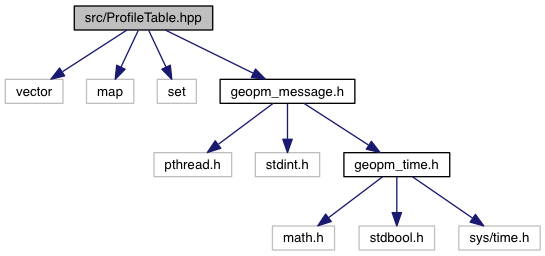 src/ProfileTable.hpp
vector
map
set
geopm_message.h
pthread.h
stdint.h
geopm_time.h
math.h
stdbool.h
sys/time.h